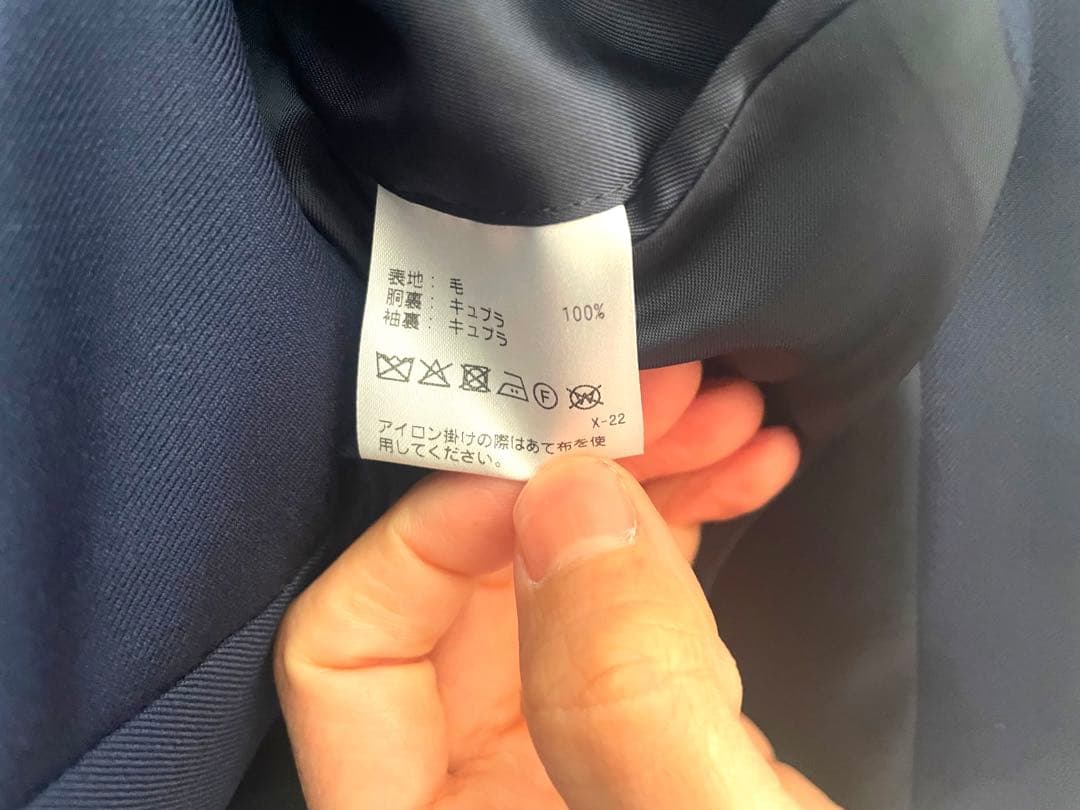 表地： 毛
胴裏： キュプラ 100%
袖裏： キュプラ
F W
X-22
アイロン掛けの際はあて布を使
用してください。